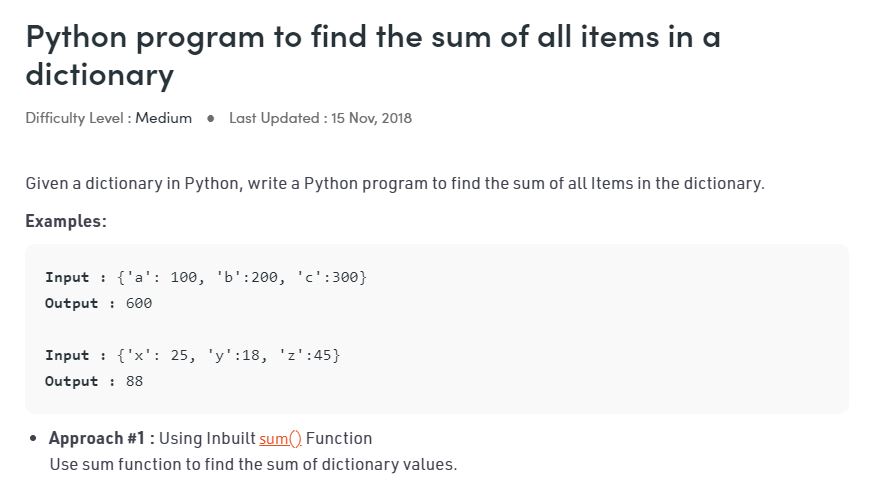 Python program to find the sum of all items in a
dictionary
Difficulty Level : Medium ● Last Updated : 15 Nov, 2018
Given a dictionary in Python, write a Python program to find the sum of all Items in the dictionary.
Examples:
Input : {'a': 100, 'b':200, 'c':300}
Output : 600
Input : {'x': 25, 'y':18, 'z':45}
Output : 88
• Approach #1 : Using Inbuilt sum() Function
Use sum function to find the sum of dictionary values.